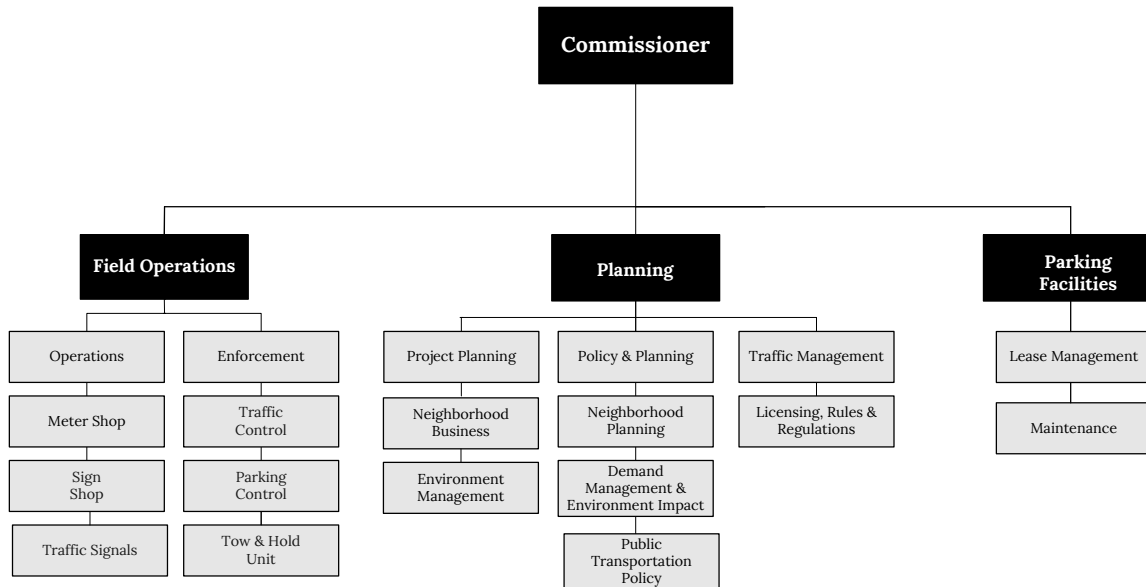 Commissioner
Field Operations
Planning
Parking
Facilities
Operations
Enforcement
Project Planning
Policy & Planning
Traffic Management
Lease Management
Meter Shop
Traffic
Control
Neighborhood
Business
Neighborhood
Planning
Licensing, Rules &
Regulations
Maintenance
Sign
Shop
Parking
Control
Environment
Management
Demand
Management &
Environment Impact
Traffic Signals
Tow & Hold
Unit
Public
Transportation
Policy